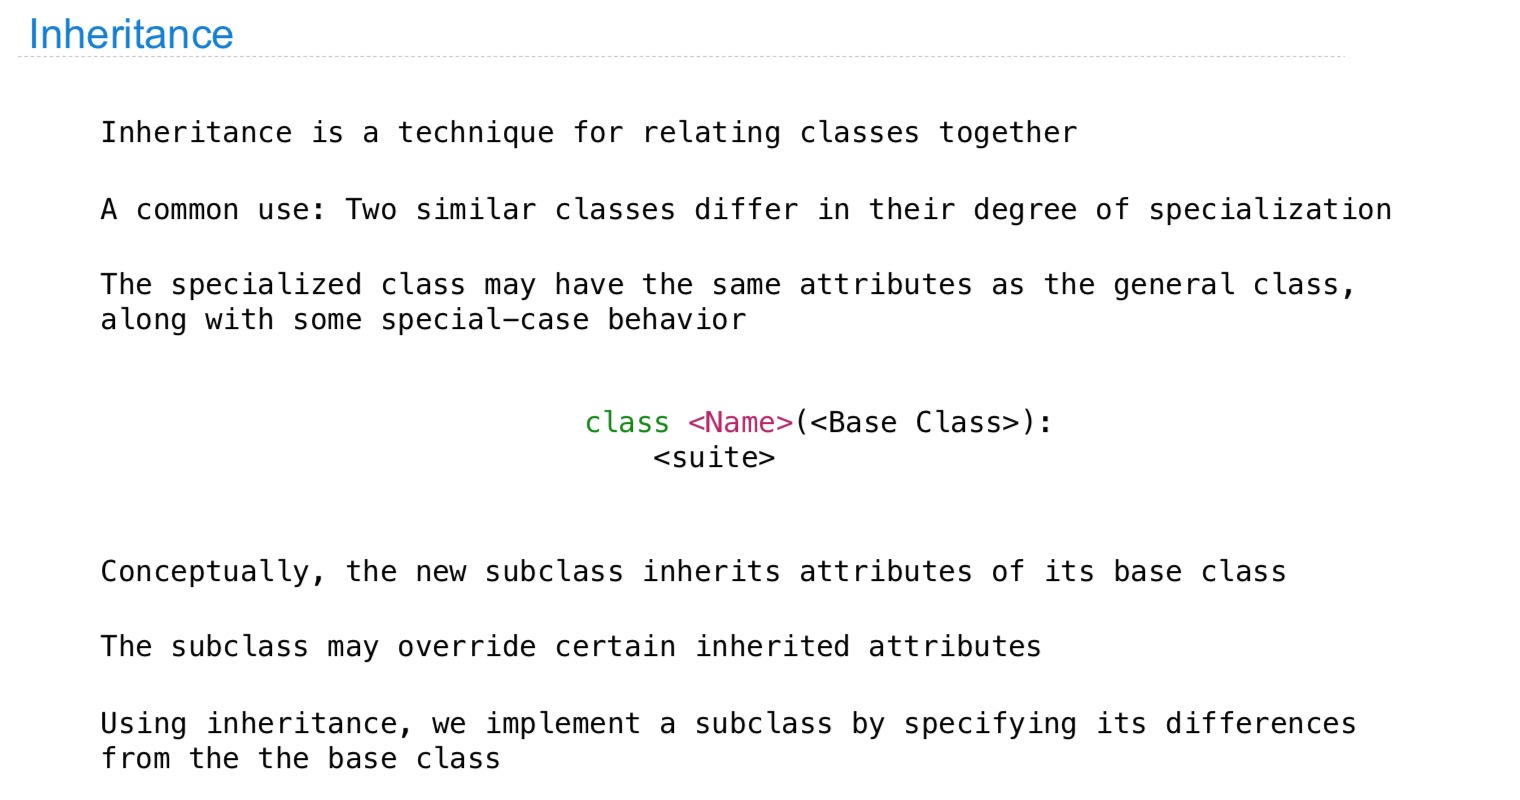 Inheritance
Inheritance is a technique for relating classes together
A common use: Two similar classes differ in their degree of specialization
The specialized class may have the same attributes as the general class,
along with some special—case behavior
class <Name>(<Base Class>):
    <suite>
Conceptually, the new subclass inherits attributes of its base class
The subclass may override certain inherited attributes
Using inheritance, we implement a subclass by specifying its differences
from the the base class